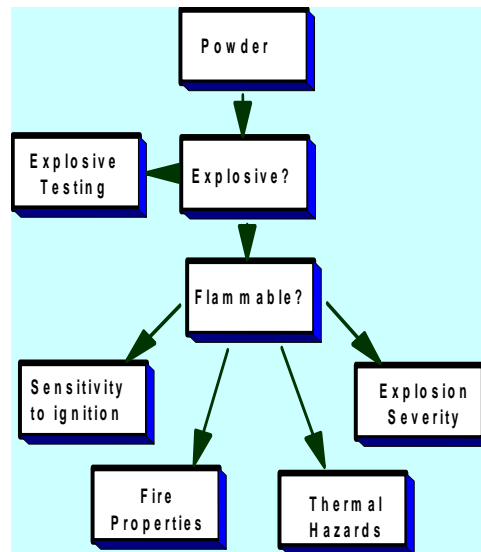 Powder
Explosive
Testing
Explosive?
Flammable?
Sensitivity
to ignition
Explosion
Severity
Fire
Properties
Thermal
Hazards